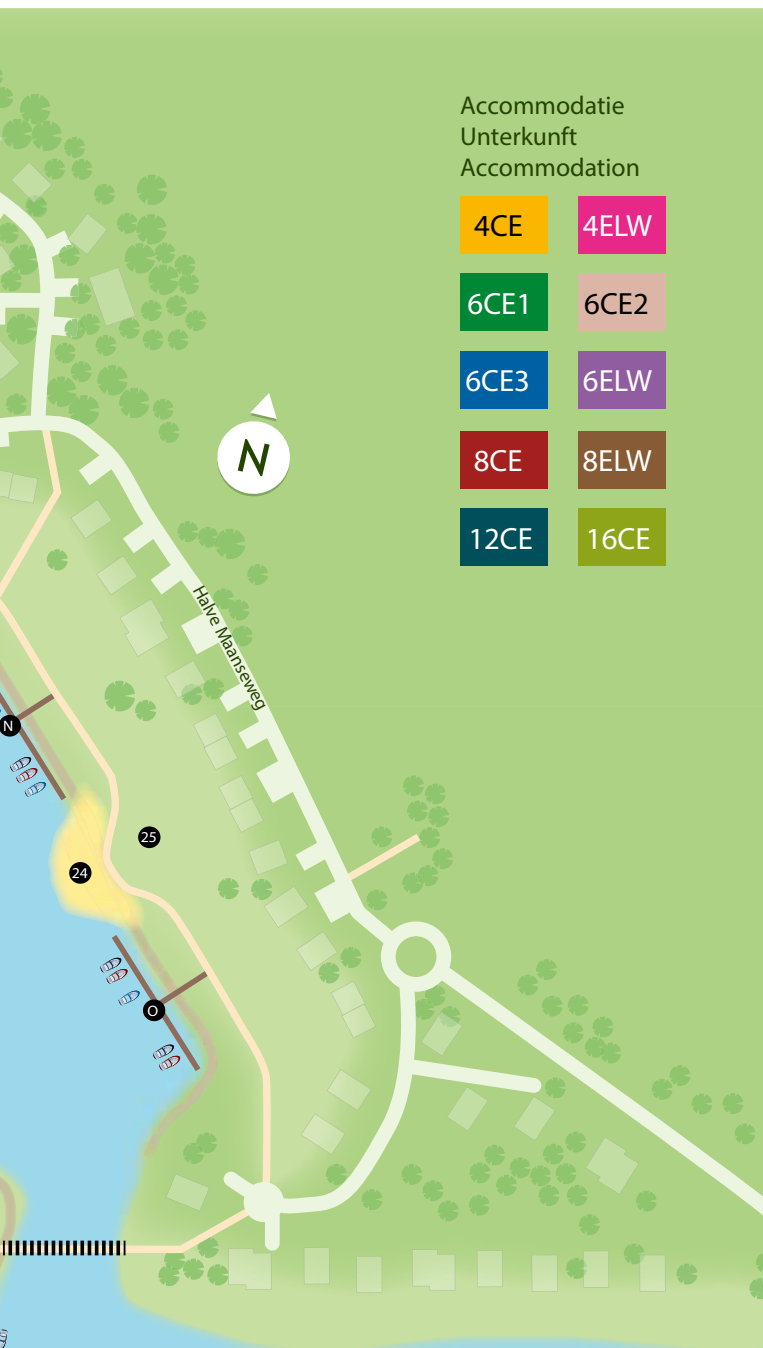 Accommodatie
Unterkunft
Accommodation
4CE 4ELW
6CE1 6CE2
6CE3 6ELW
8CE 8ELW
12CE 16CE
N
Halve Maanseweg
N
25
24
O